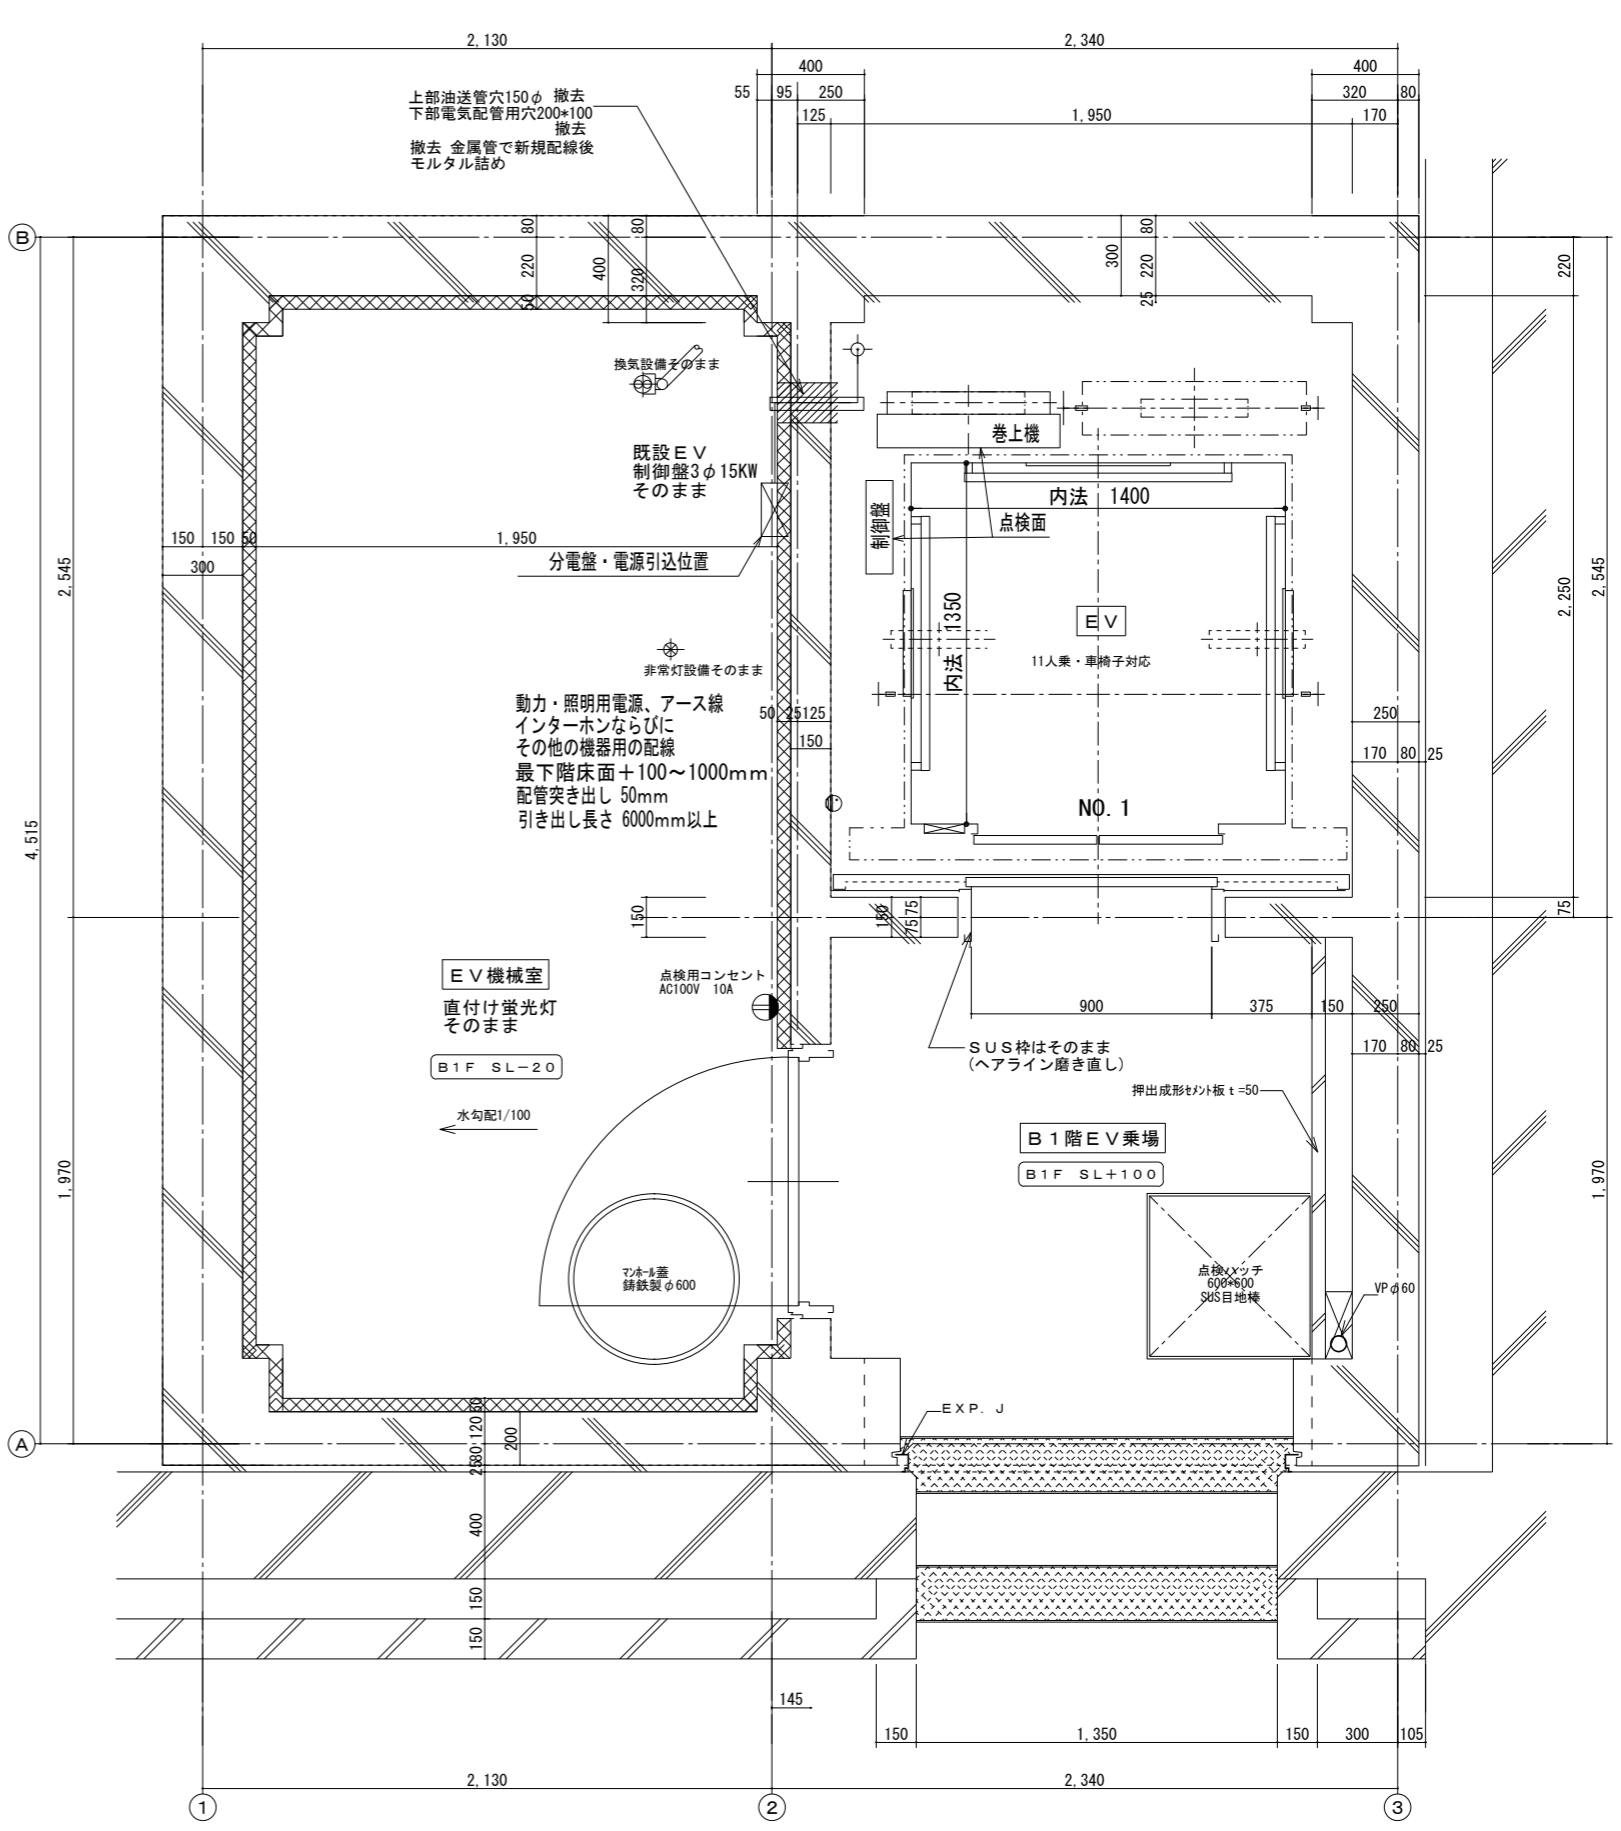 2,130
2,340
400
400
55
95
250
320
80
125
1,950
170
上部油送管穴150φ 撤去
下部電気配管用穴200*100
撤去
撤去 金属管で新規配線後
モルタル詰め
B
80
220
50
400
80
320
300
80
220
25
220
換気設備そのまま
既設EV
制御盤3φ15KW
そのまま
巻上機
制御盤
内法 1400
点検面
150
150
50
1,950
300
分電盤・電源引込位置
2,545
2,545
2,250
4,515
内法 1350
EV
11人乗・車椅子対応
非常灯設備そのまま
動力・照明用電源、アース線
インターホンならびに
その他の機器用の配線
最下階床面+100~1000mm
配管突き出し 50mm
引き出し長さ 6000mm以上
50
25
125
150
250
170
80
25
NO. 1
150
150
75
75
75
EV機械室
直付け蛍光灯
そのまま
B1F SL-20
点検用コンセント
AC100V 10A
900
375
150
250
170
80
25
SUS枠はそのまま
(ヘアライン磨き直し)
押出成形セメント板 t=50
水勾配1/100
B1階EV乗場
B1F SL+100
1,970
1,970
マンホール蓋
鋳鉄製φ600
点検ハッチ
600*600
SUS目地棒
VPφ60
EXP. J
A
50
120
80
25
200
400
150
150
145
150
1,350
150
300
105
2,130
2,340
1
2
3